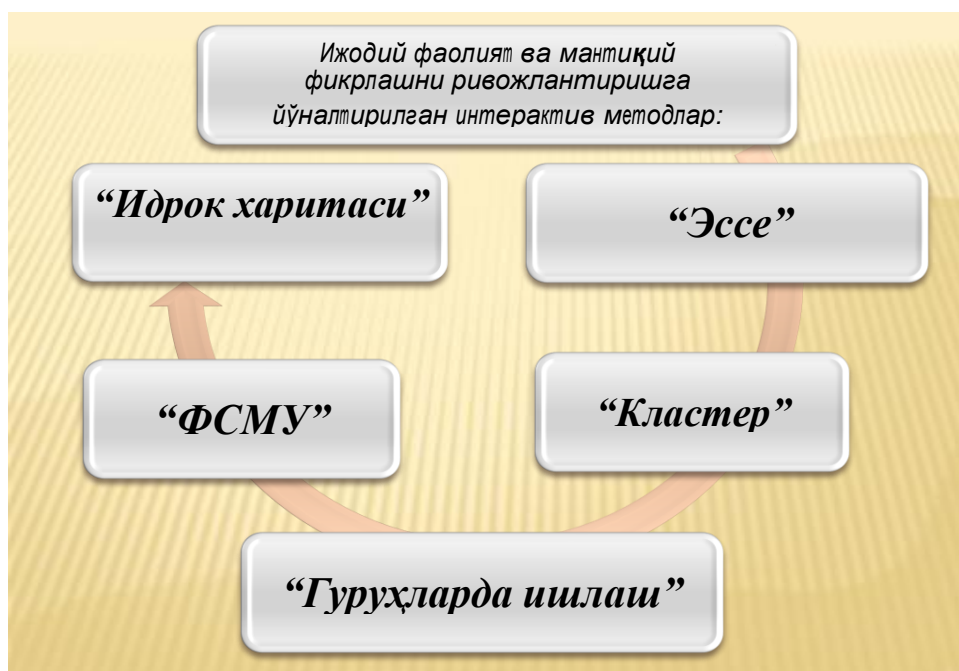 Ижодий фаолият ва мантиқий
фикрлашни ривожлантиришга
йўналтирилган интерактив методлар:
“Идрок харитаси”
“Эссе”
“ФСМУ”
“Кластер”
“Гуруҳларда ишлаш”